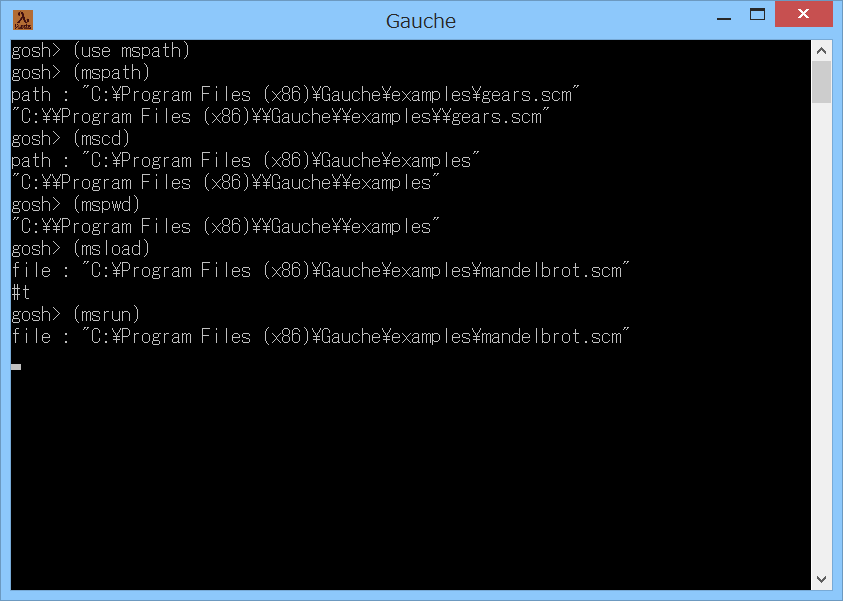 Gauche
gosh> (use mspath)
gosh> (mspath)
path : "C:¥Program Files (x86)¥Gauche¥examples¥gears.scm"
"C:¥¥Program Files (x86)¥¥Gauche¥¥examples¥¥gears.scm"
gosh> (mscd)
path : "C:¥Program Files (x86)¥Gauche¥examples"
"C:¥¥Program Files (x86)¥¥Gauche¥¥examples"
gosh> (mspwd)
"C:¥¥Program Files (x86)¥¥Gauche¥¥examples"
gosh> (msload)
file : "C:¥Program Files (x86)¥Gauche¥examples¥mandelbrot.scm"
#t
gosh> (msrun)
file : "C:¥Program Files (x86)¥Gauche¥examples¥mandelbrot.scm"